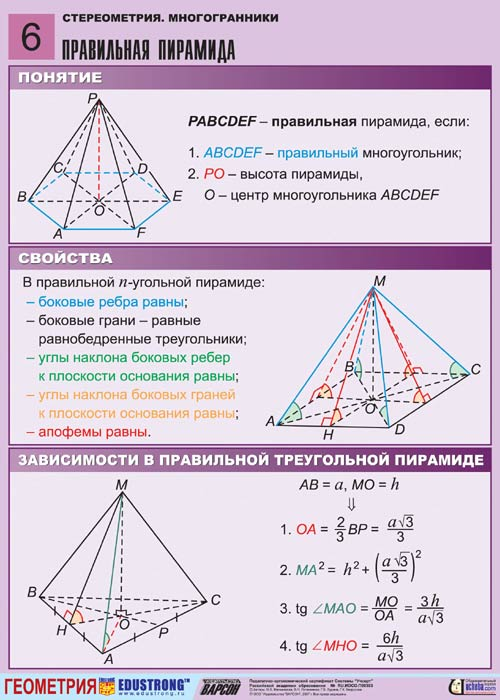 6
СТЕРЕОМЕТРИЯ. МНОГОГРАННИКИ
ПРАВИЛЬНАЯ ПИРАМИДА
ПОНЯТИЕ
P
C D
B O E
A F
PABCDEF – правильная пирамида, если:
1. ABCDEF – правильный многоугольник;
2. PO – высота пирамиды,
O – центр многоугольника ABCDEF
СВОЙСТВА
В правильной n-угольной пирамиде:
– боковые ребра равны;
– боковые грани – равные
равнобедренные треугольники;
– углы наклона боковых ребер
к плоскости основания равны;
– углы наклона боковых граней
к плоскости основания равны;
– апофемы равны.
M
B C
O
A H D
ЗАВИСИМОСТИ В ПРАВИЛЬНОЙ ТРЕУГОЛЬНОЙ ПИРАМИДЕ
M
B C
O
H P
A
AB = a, MO = h
⇓
1. OA = 2/3 BP = a√3/3
2. MA² = h² + (a√3/3)²
3. tg ∠MAO = MO/OA = 3h/a√3
4. tg ∠MHO = 6h/a√3
ГЕОМЕТРИЯ
EDUSTRONG™
ВАРСОН